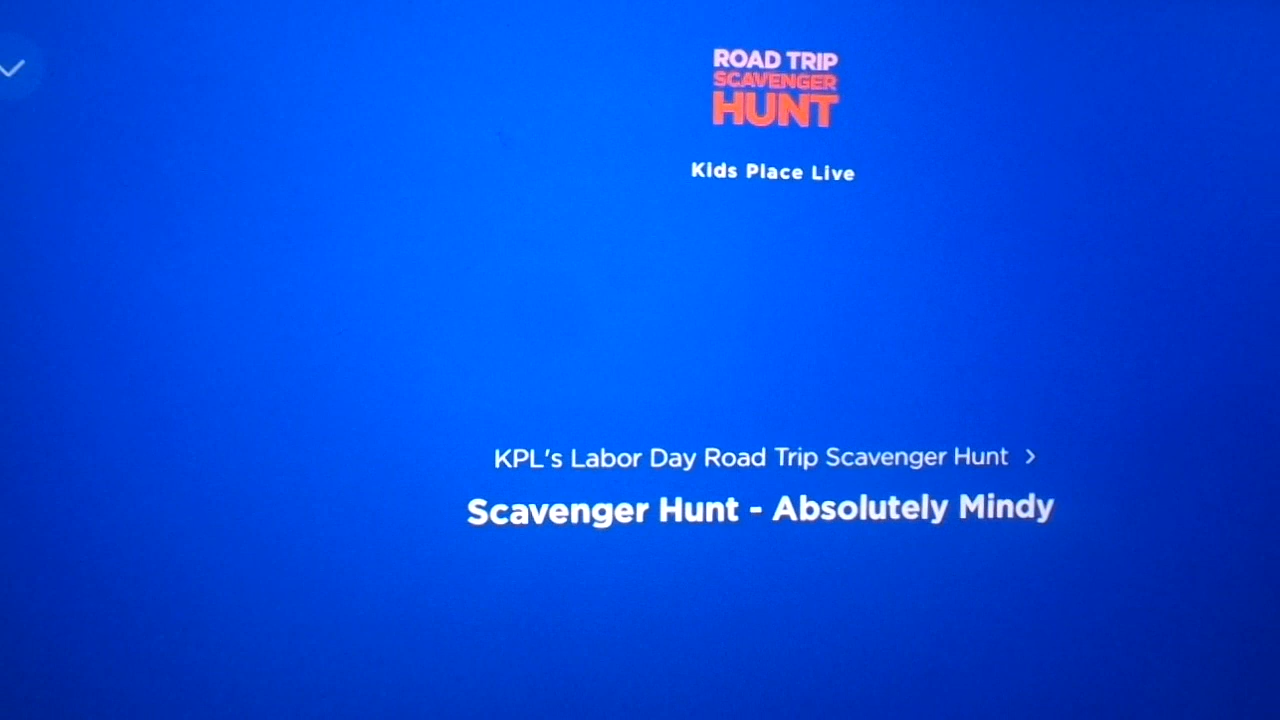 ROAD TRIP
SCAVENGER
HUNT
Kids Place Live
KPL's Labor Day Road Trip Scavenger Hunt >
Scavenger Hunt - Absolutely Mindy